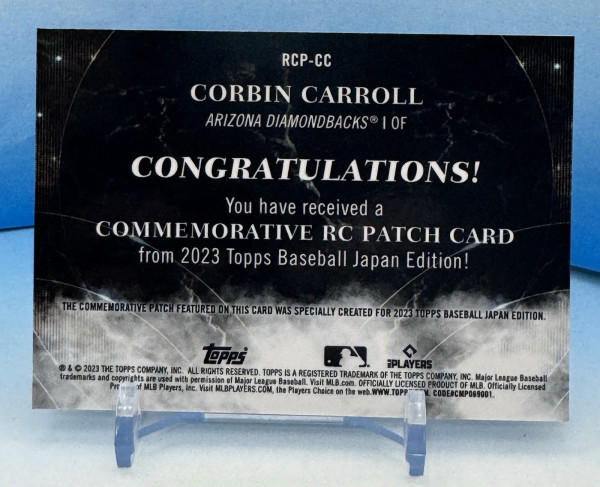 RCP-CC
CORBIN CARROLL
ARIZONA DIAMONDBACKS® | OF
CONGRATULATIONS!
You have received a
COMMEMORATIVE RC PATCH CARD
from 2023 Topps Baseball Japan Edition!
THE COMMEMORATIVE PATCH FEATURED ON THIS CARD WAS SPECIALLY CREATED FOR 2023 TOPPS BASEBALL JAPAN EDITION.
Topps PLAYERS
® & © 2023 THE TOPPS COMPANY, INC. ALL RIGHTS RESERVED. TOPPS IS A REGISTERED TRADEMARK OF THE TOPPS COMPANY, INC. Major League Baseball
trademarks and copyrights are used with permission of Major League Baseball. Visit MLB.com. OFFICIALLY LICENSED PRODUCT OF MLB. Officially Licensed
of MLB Players, Inc. Visit MLBPLAYERS.COM, the Players Choice on the web. CODE#CMP069001.